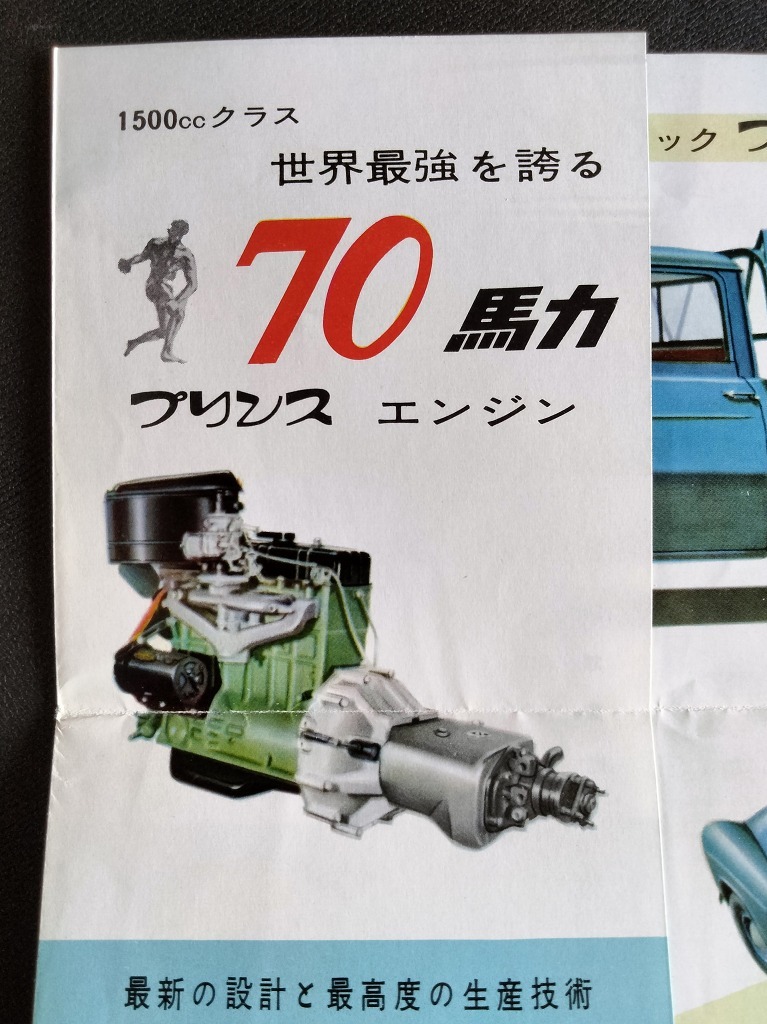 1500ccクラス
世界最強を誇る
70 馬力
プリンス エンジン
最新の設計と最高度の生産技術
ック